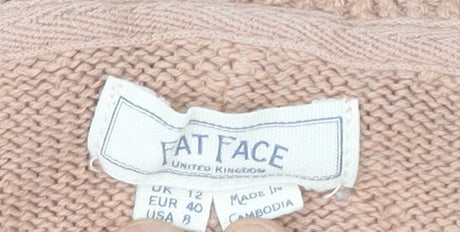 FAT FACE
UNITED KINGDOM
UK 12
EUR 40
USA 8
MADE IN
CAMBODIA